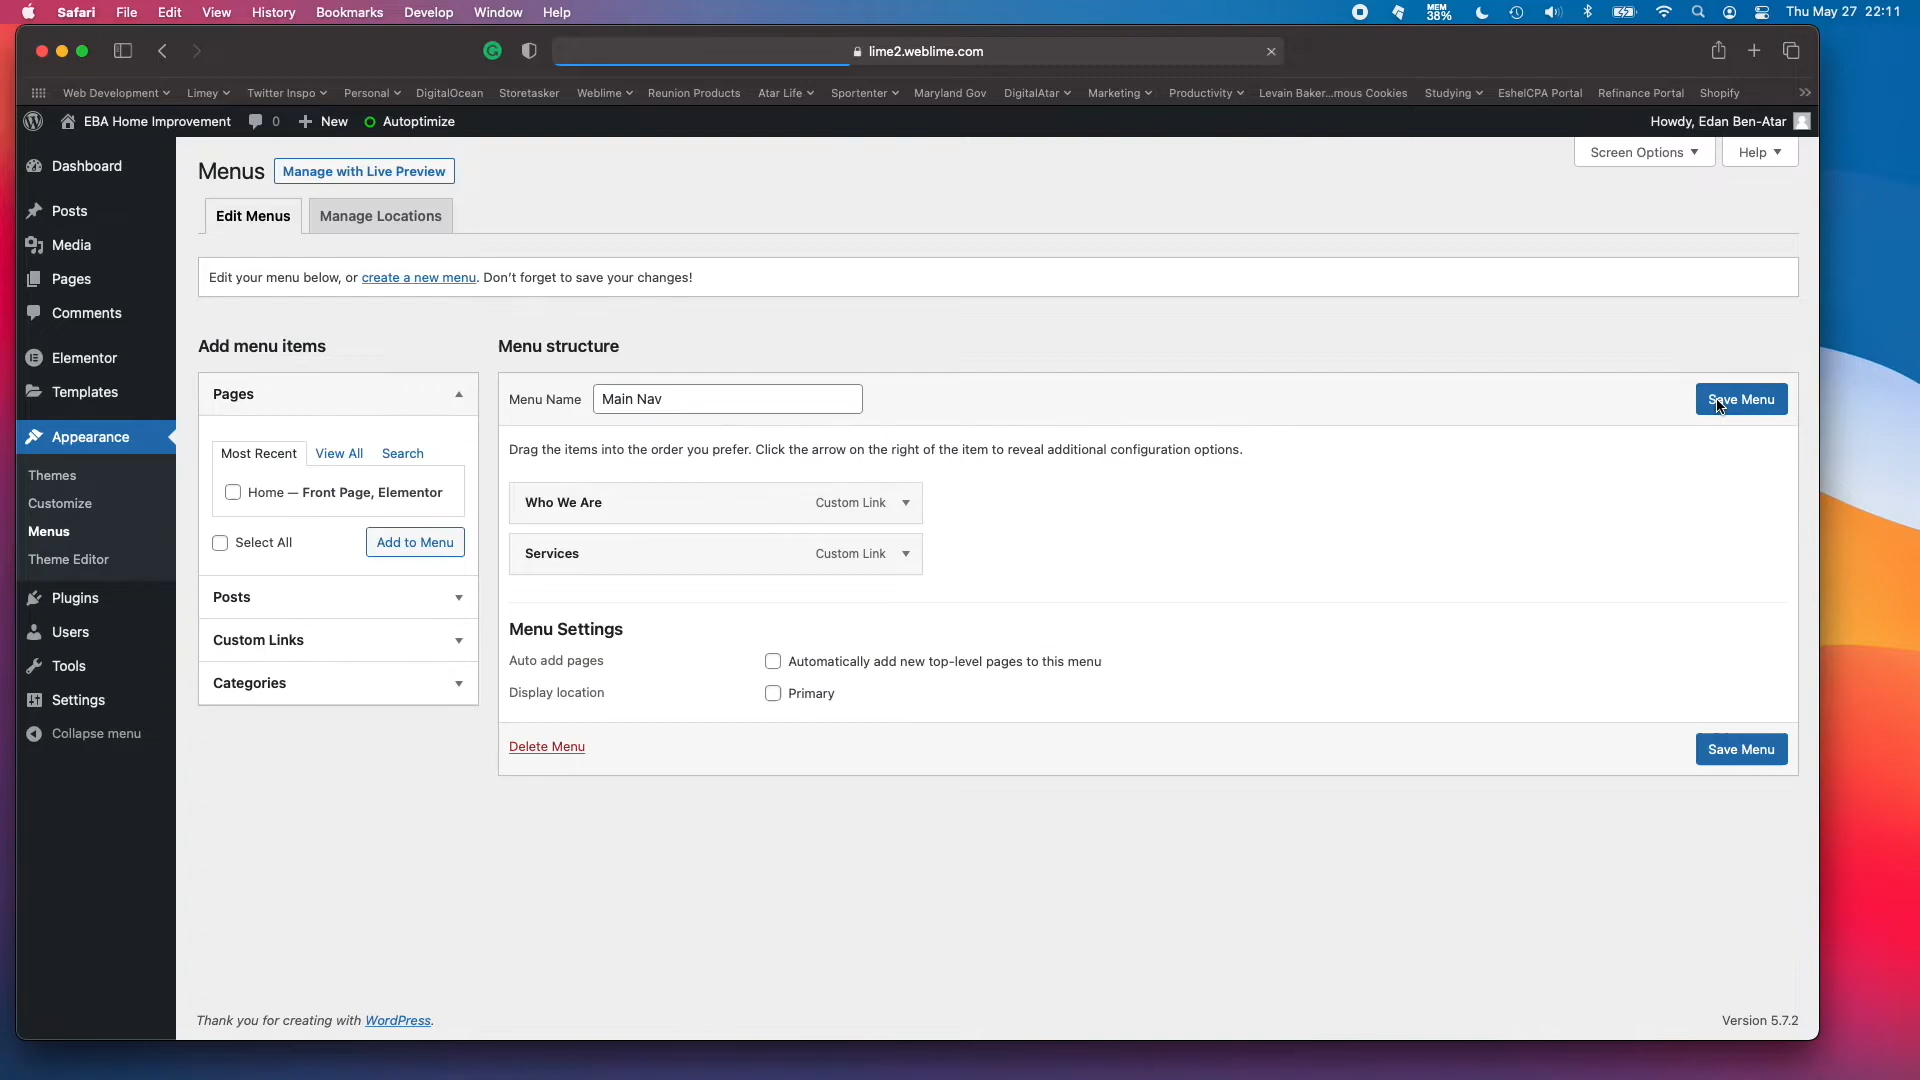 Safari File Edit View History Bookmarks Develop Window Help MEM 38% Thu May 27 22:11
lime2.weblime.com
Web Development Limey Twitter Inspo Personal DigitalOcean Storetasker Weblime Reunion Products Atar Life Sportenter Maryland Gov DigitalAtar Marketing Productivity Levain Baker...mous Cookies Studying EshelCPA Portal Refinance Portal Shopify
EBA Home Improvement 0 New Autoptimize Howdy, Edan Ben-Atar
Dashboard
Posts
Media
Pages
Comments
Elementor
Templates
Appearance
Themes
Customize
Menus
Theme Editor
Plugins
Users
Tools
Settings
Collapse menu
Screen Options Help
Menus Manage with Live Preview
Edit Menus Manage Locations
Edit your menu below, or create a new menu. Don't forget to save your changes!
Add menu items
Pages
Most Recent View All Search
Home — Front Page, Elementor
Select All Add to Menu
Posts
Custom Links
Categories
Menu structure
Menu Name Main Nav Save Menu
Drag the items into the order you prefer. Click the arrow on the right of the item to reveal additional configuration options.
Who We Are Custom Link
Services Custom Link
Menu Settings
Auto add pages Automatically add new top-level pages to this menu
Display location Primary
Delete Menu Save Menu
Thank you for creating with WordPress. Version 5.7.2